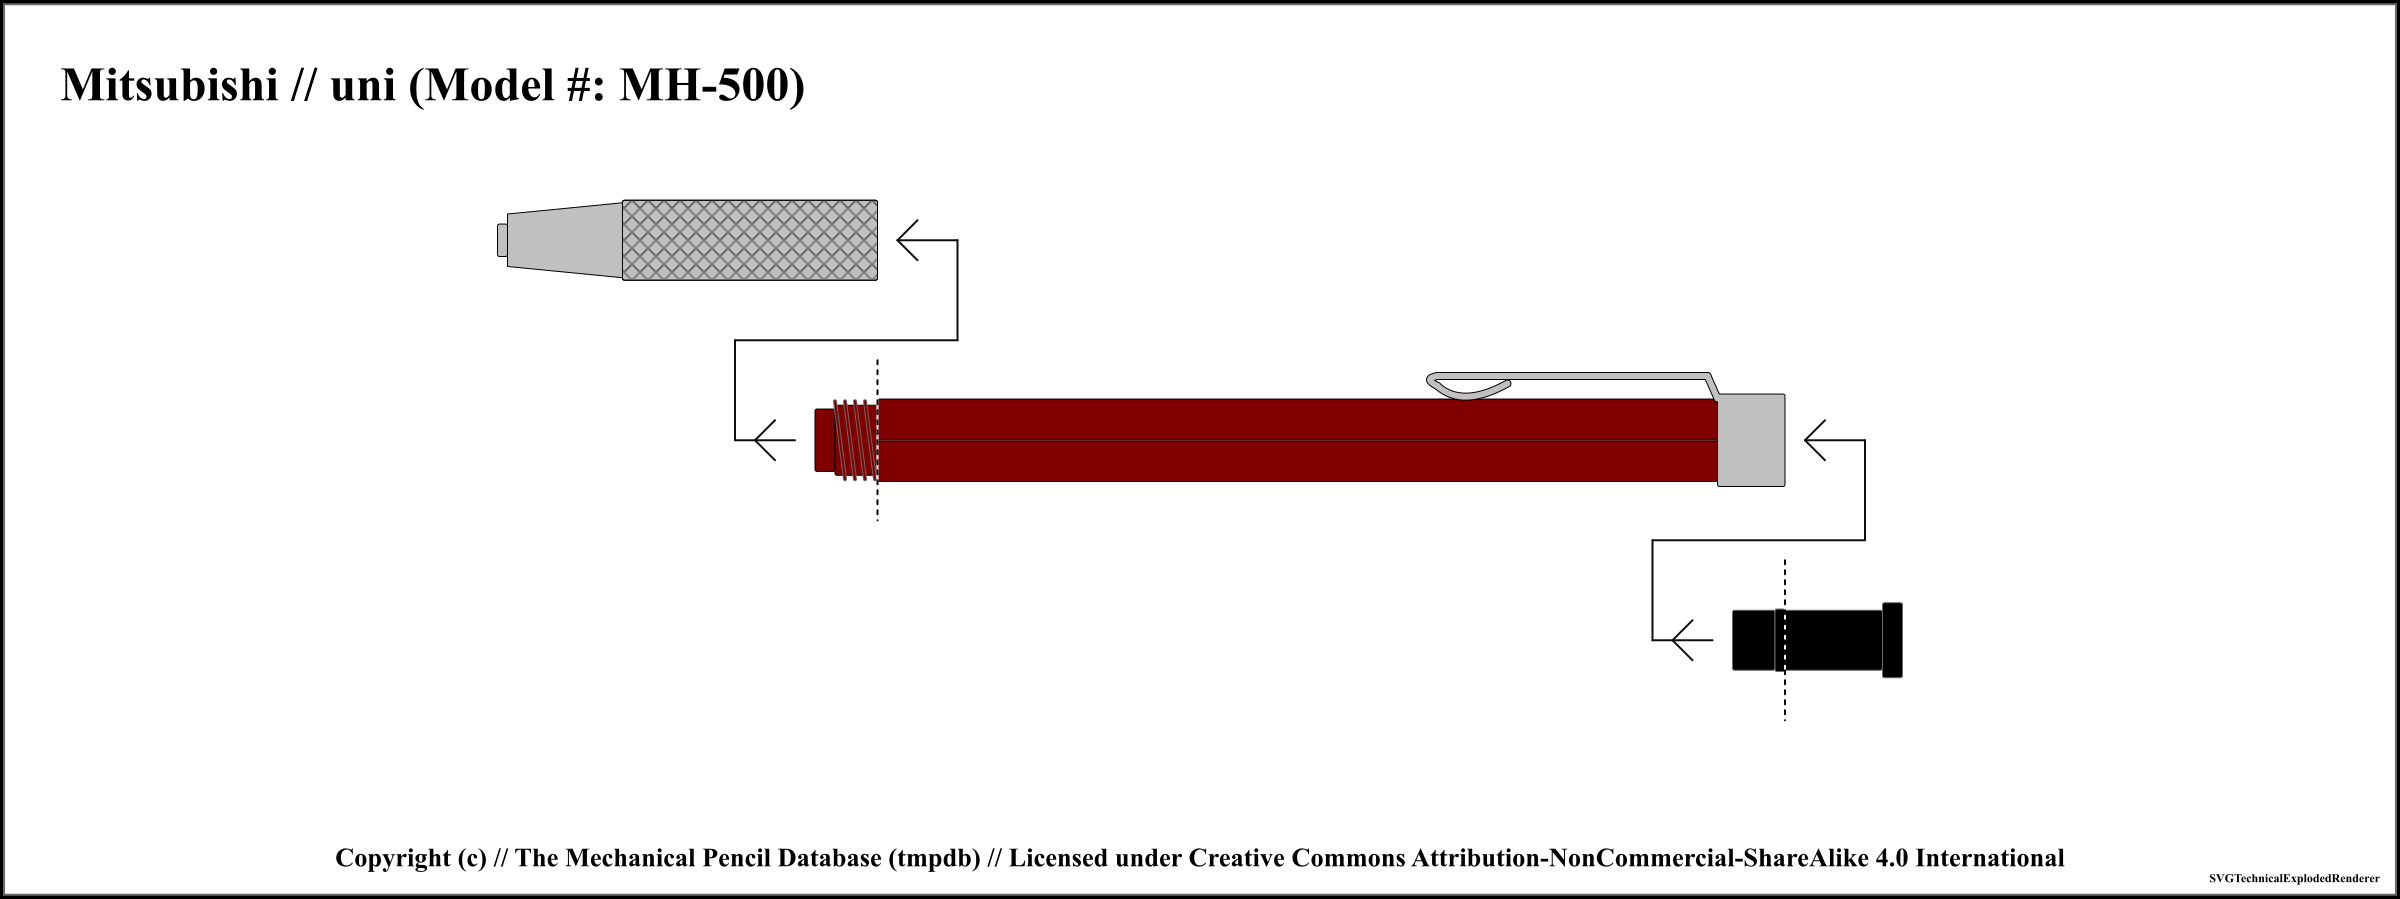 Mitsubishi // uni (Model #: MH-500)
Copyright (c) // The Mechanical Pencil Database (tmpdb) // Licensed under Creative Commons Attribution-NonCommercial-ShareAlike 4.0 International
SVGTechnicalExplodedRenderer